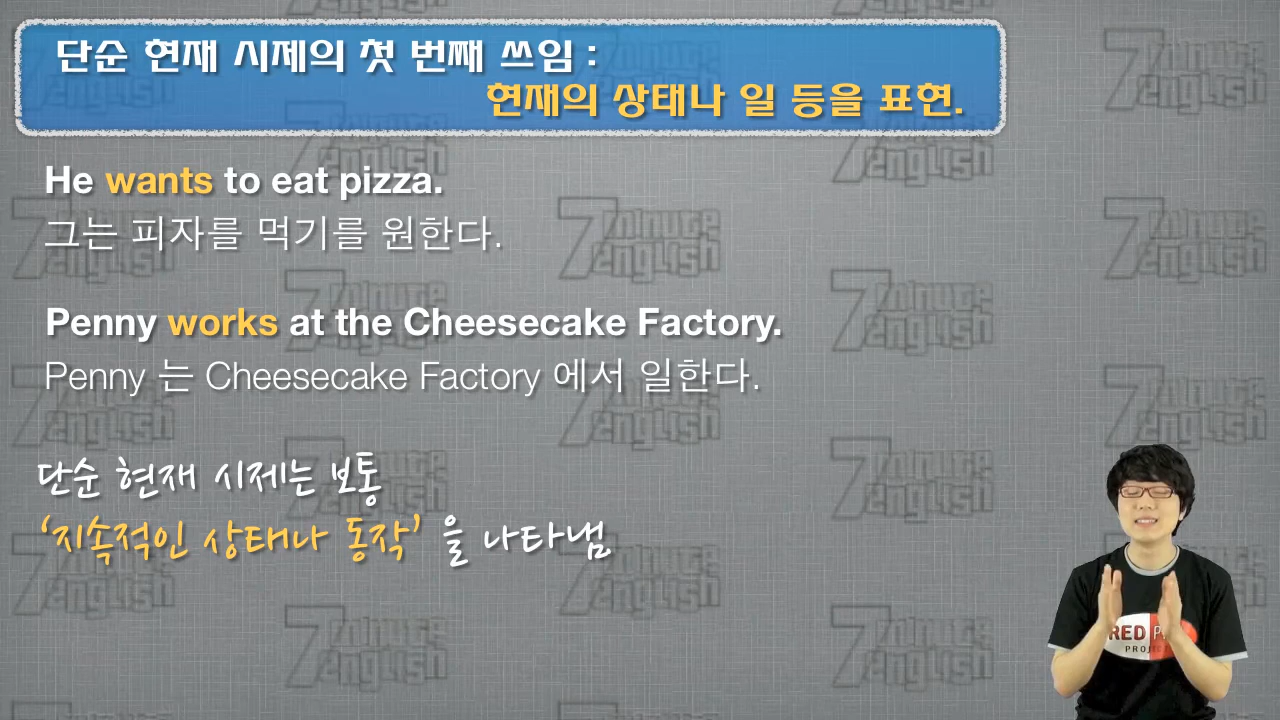 단순 현재 시제의 첫 번째 쓰임 :
현재의 상태나 일 등을 표현.
He wants to eat pizza.
그는 피자를 먹기를 원한다.
Penny works at the Cheesecake Factory.
Penny 는 Cheesecake Factory 에서 일한다.
단순 현재 시제는 보통
‘지속적인 상태나 동작’ 을 나타냄
7 minute
english
RED